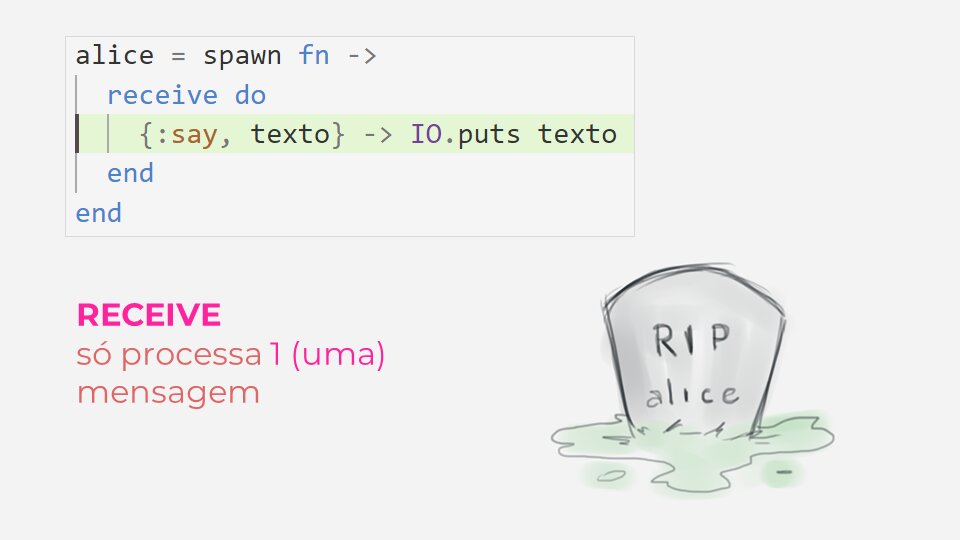 alice = spawn fn ->
receive do
{:say, texto} -> IO.puts texto
end
end
RECEIVE
só processa 1 (uma)
mensagem
RIP
alice